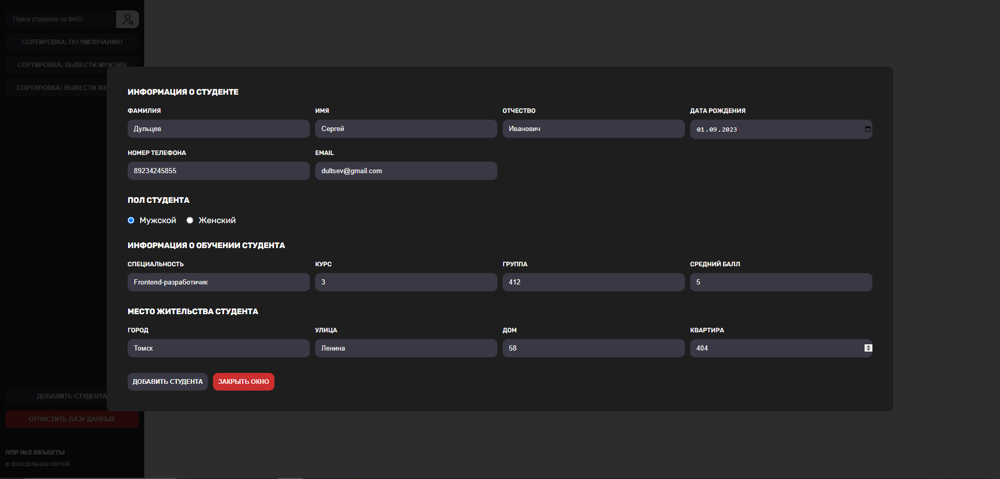 Поиск студента по ФИО
СОРТИРОВКА: ПО УМОЛЧАНИЮ
СОРТИРОВКА: ВЫВЕСТИ МУЖЧИН
СОРТИРОВКА: ВЫВЕСТИ ЖЕ
ИНФОРМАЦИЯ О СТУДЕНТЕ
ФАМИЛИЯ ИМЯ ОТЧЕСТВО ДАТА РОЖДЕНИЯ
Дульцев Сергей Иванович 01.09.2023
НОМЕР ТЕЛЕФОНА EMAIL
89234245855 dultsev@gmail.com
ПОЛ СТУДЕНТА
Мужской Женский
ИНФОРМАЦИЯ О ОБУЧЕНИИ СТУДЕНТА
СПЕЦИАЛЬНОСТЬ КУРС ГРУППА СРЕДНИЙ БАЛЛ
Frontend-разработичик 3 412 5
МЕСТО ЖИТЕЛЬСТВА СТУДЕНТА
ГОРОД УЛИЦА ДОМ КВАРТИРА
Томск Ленина 58 404
ДОБАВИТЬ СТУДЕНТА ЗАКРЫТЬ ОКНО
ДОБАВИТЬ СТУДЕНТА
ОТЧИСТИТЬ БАЗУ ДАННЫХ
ЛПР №2 ОБЪЕКТЫ
© 2023 ДУЛЬЦЕВ СЕРГЕЙ